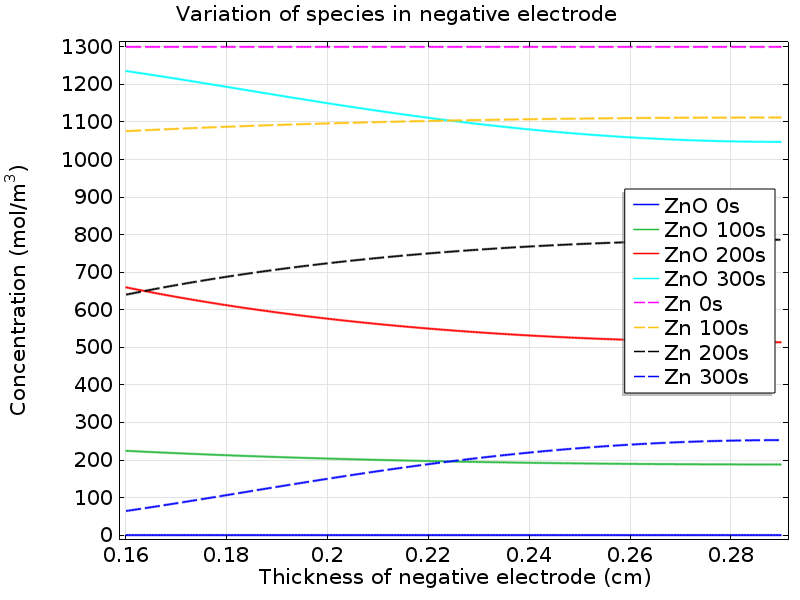 Variation of species in negative electrode
1300
1200
1100
1000
900
800
700
600
500
400
300
200
100
0
Concentration (mol/m³)
ZnO 0s
ZnO 100s
ZnO 200s
ZnO 300s
Zn 0s
Zn 100s
Zn 200s
Zn 300s
0.16 0.18 0.2 0.22 0.24 0.26 0.28
Thickness of negative electrode (cm)